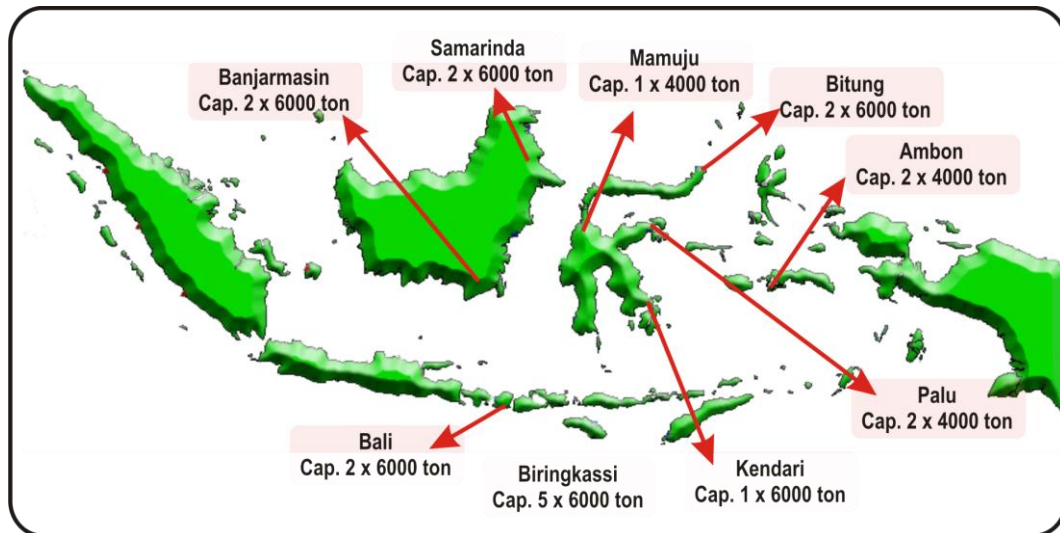 Samarinda
Cap. 2 x 6000 ton
Mamuju
Cap. 1 x 4000 ton
Banjarmasin
Cap. 2 x 6000 ton
Bitung
Cap. 2 x 6000 ton
Ambon
Cap. 2 x 4000 ton
Palu
Cap. 2 x 4000 ton
Bali
Cap. 2 x 6000 ton
Biringkassi
Cap. 5 x 6000 ton
Kendari
Cap. 1 x 6000 ton